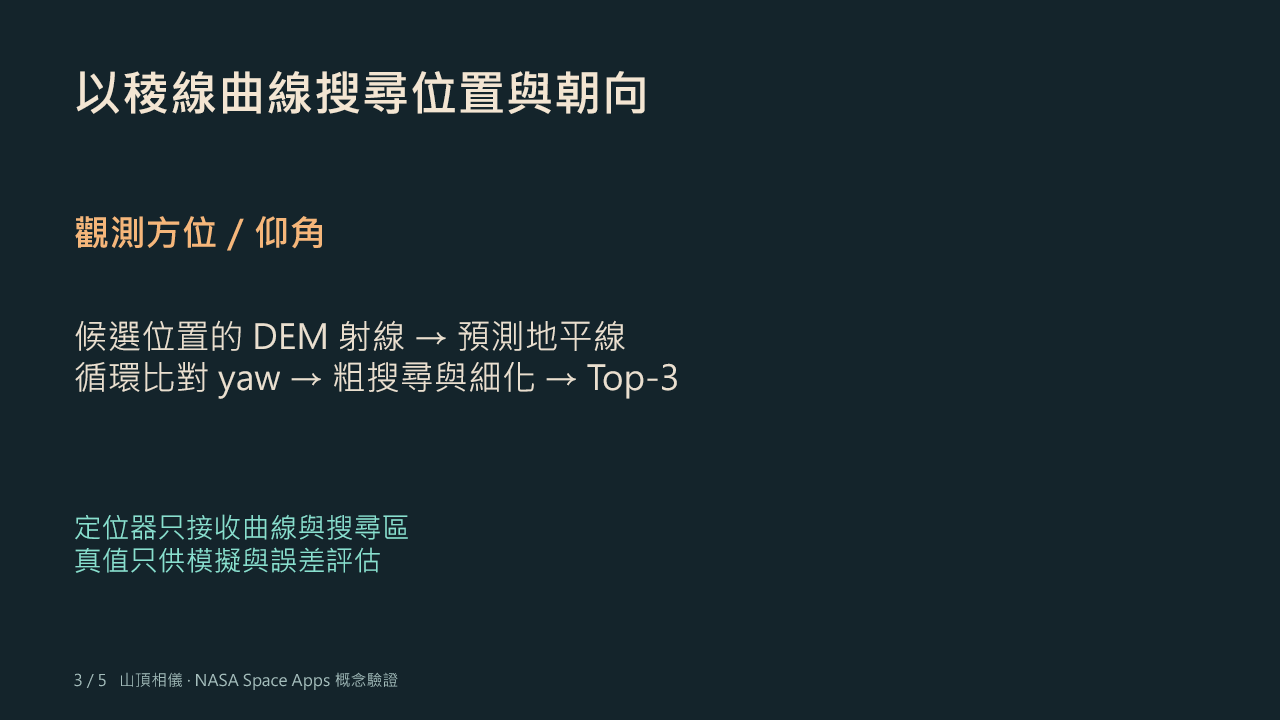 以稜線曲線搜尋位置與朝向
觀測方位 / 仰角
候選位置的 DEM 射線 → 預測地平線
循環比對 yaw → 粗搜尋與細化 → Top-3
定位器只接收曲線與搜尋區
真值只供模擬與誤差評估
3 / 5 山頂相儀 · NASA Space Apps 概念驗證